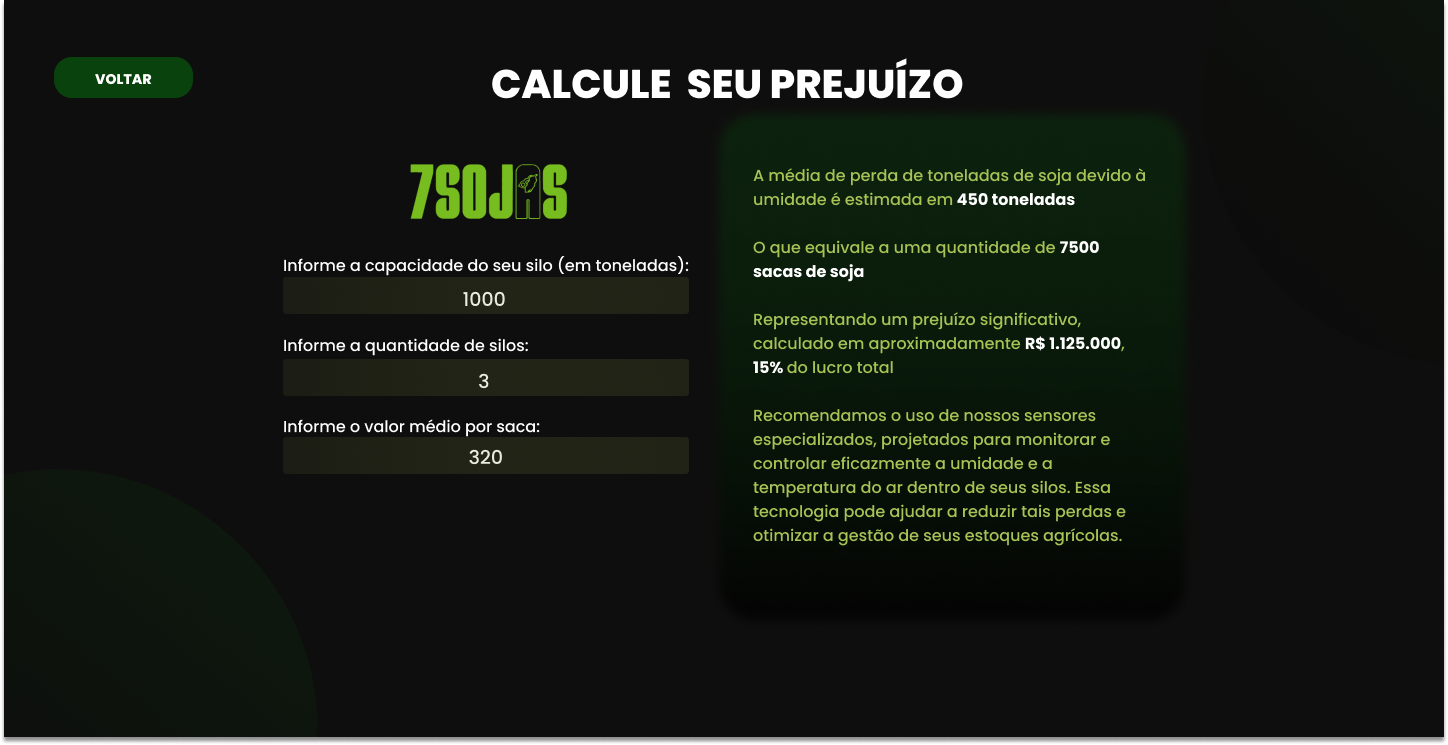 VOLTAR
CALCULE SEU PREJUÍZO
7SOJAS
Informe a capacidade do seu silo (em toneladas):
1000
Informe a quantidade de silos:
3
Informe o valor médio por saca:
320
A média de perda de toneladas de soja devido à
umidade é estimada em 450 toneladas
O que equivale a uma quantidade de 7500
sacas de soja
Representando um prejuízo significativo,
calculado em aproximadamente R$ 1.125.000,
15% do lucro total
Recomendamos o uso de nossos sensores
especializados, projetados para monitorar e
controlar eficazmente a umidade e a
temperatura do ar dentro de seus silos. Essa
tecnologia pode ajudar a reduzir tais perdas e
otimizar a gestão de seus estoques agrícolas.